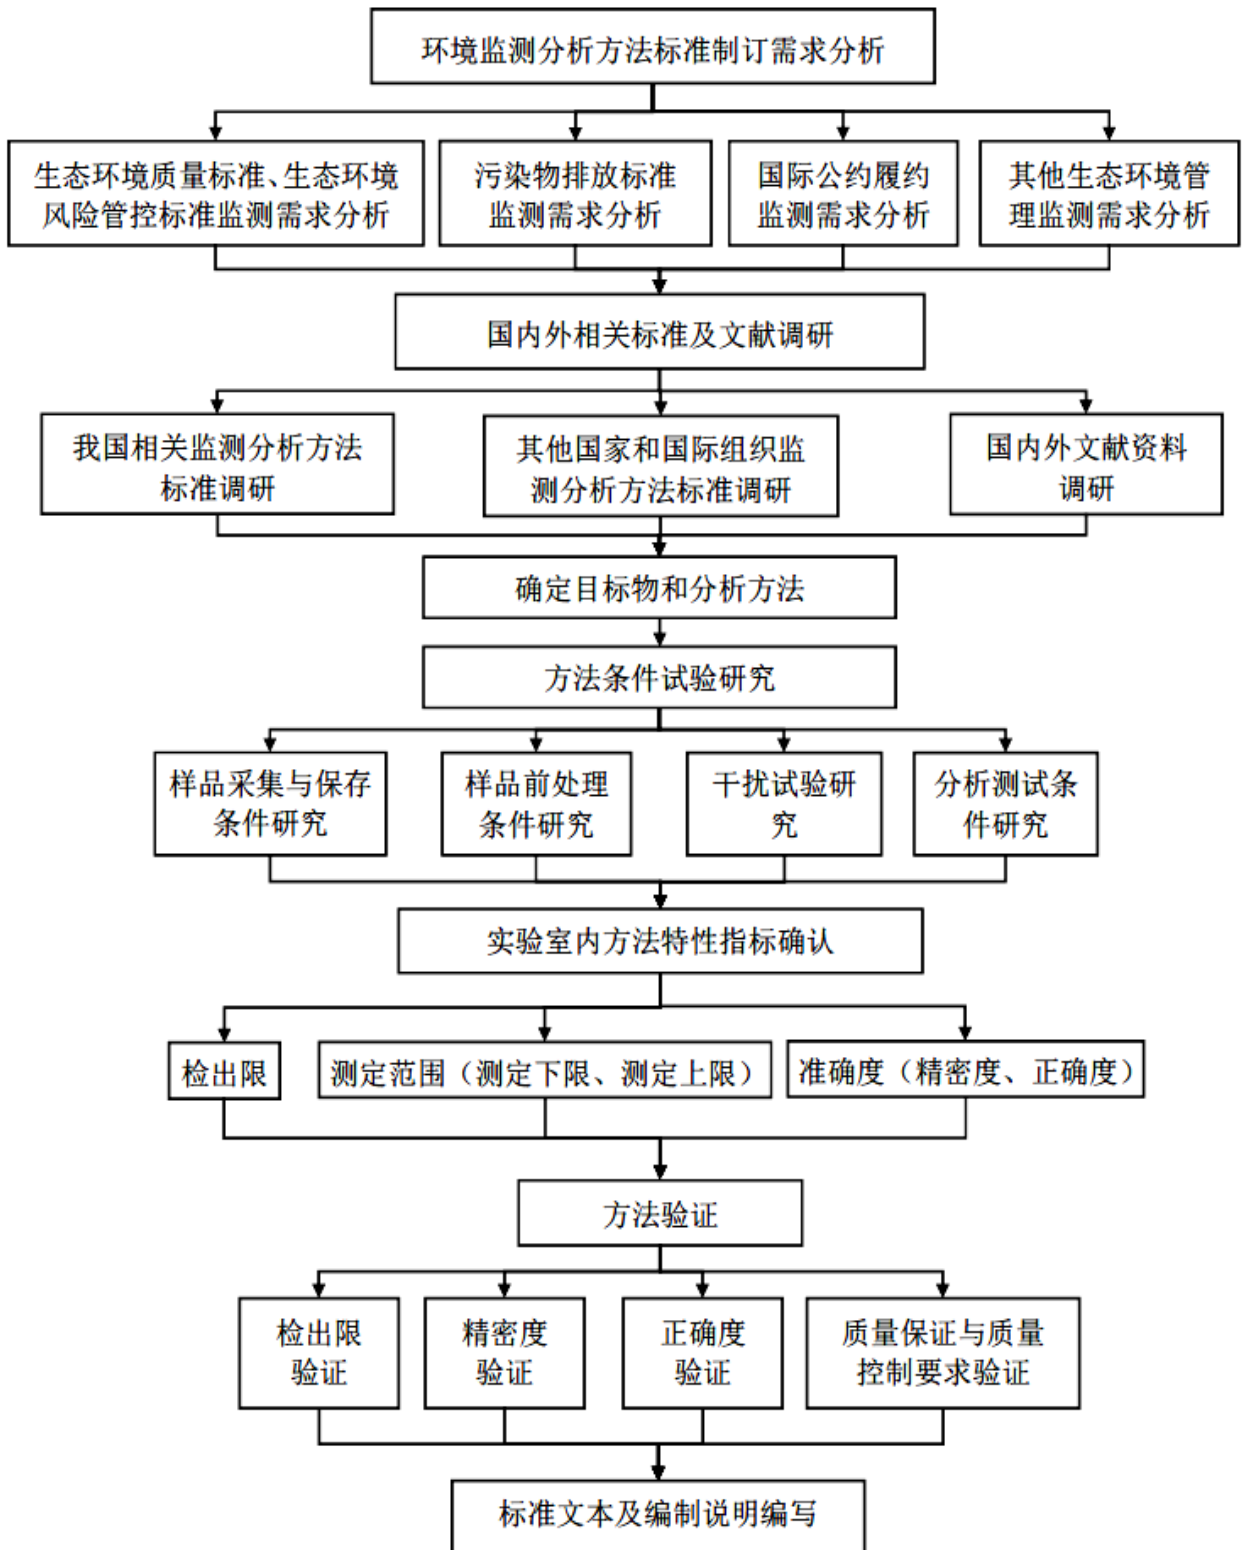 环境监测分析方法标准制订需求分析
生态环境质量标准、生态环境
风险管控标准监测需求分析
污染物排放标准
监测需求分析
国际公约履约
监测需求分析
其他生态环境管
理监测需求分析
国内外相关标准及文献调研
我国相关监测分析方法
标准调研
其他国家和国际组织监
测分析方法标准调研
国内外文献资料
调研
确定目标物和分析方法
方法条件试验研究
样品采集与保存
条件研究
样品前处理
条件研究
干扰试验研
究
分析测试条
件研究
实验室内方法特性指标确认
检出限
测定范围（测定下限、测定上限）
准确度（精密度、正确度）
方法验证
检出限
验证
精密度
验证
正确度
验证
质量保证与质量
控制要求验证
标准文本及编制说明编写